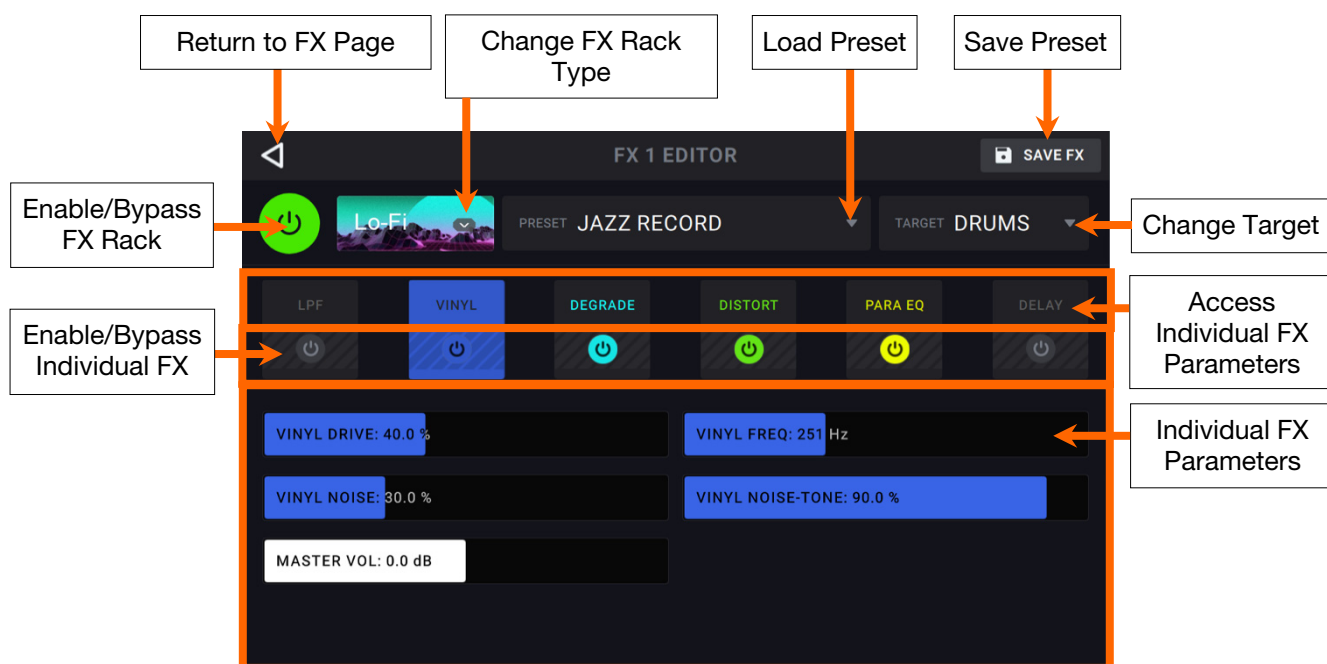 Return to FX Page
Change FX Rack
Type
Load Preset
Save Preset
FX 1 EDITOR
SAVE FX
Enable/Bypass
FX Rack
Lo-Fi
PRESET JAZZ RECORD
TARGET DRUMS
Change Target
LPF
VINYL
DEGRADE
DISTORT
PARA EQ
DELAY
Access
Individual FX
Parameters
Enable/Bypass
Individual FX
VINYL DRIVE: 40.0 %
VINYL FREQ: 251 Hz
Individual FX
Parameters
VINYL NOISE: 30.0 %
VINYL NOISE-TONE: 90.0 %
MASTER VOL: 0.0 dB